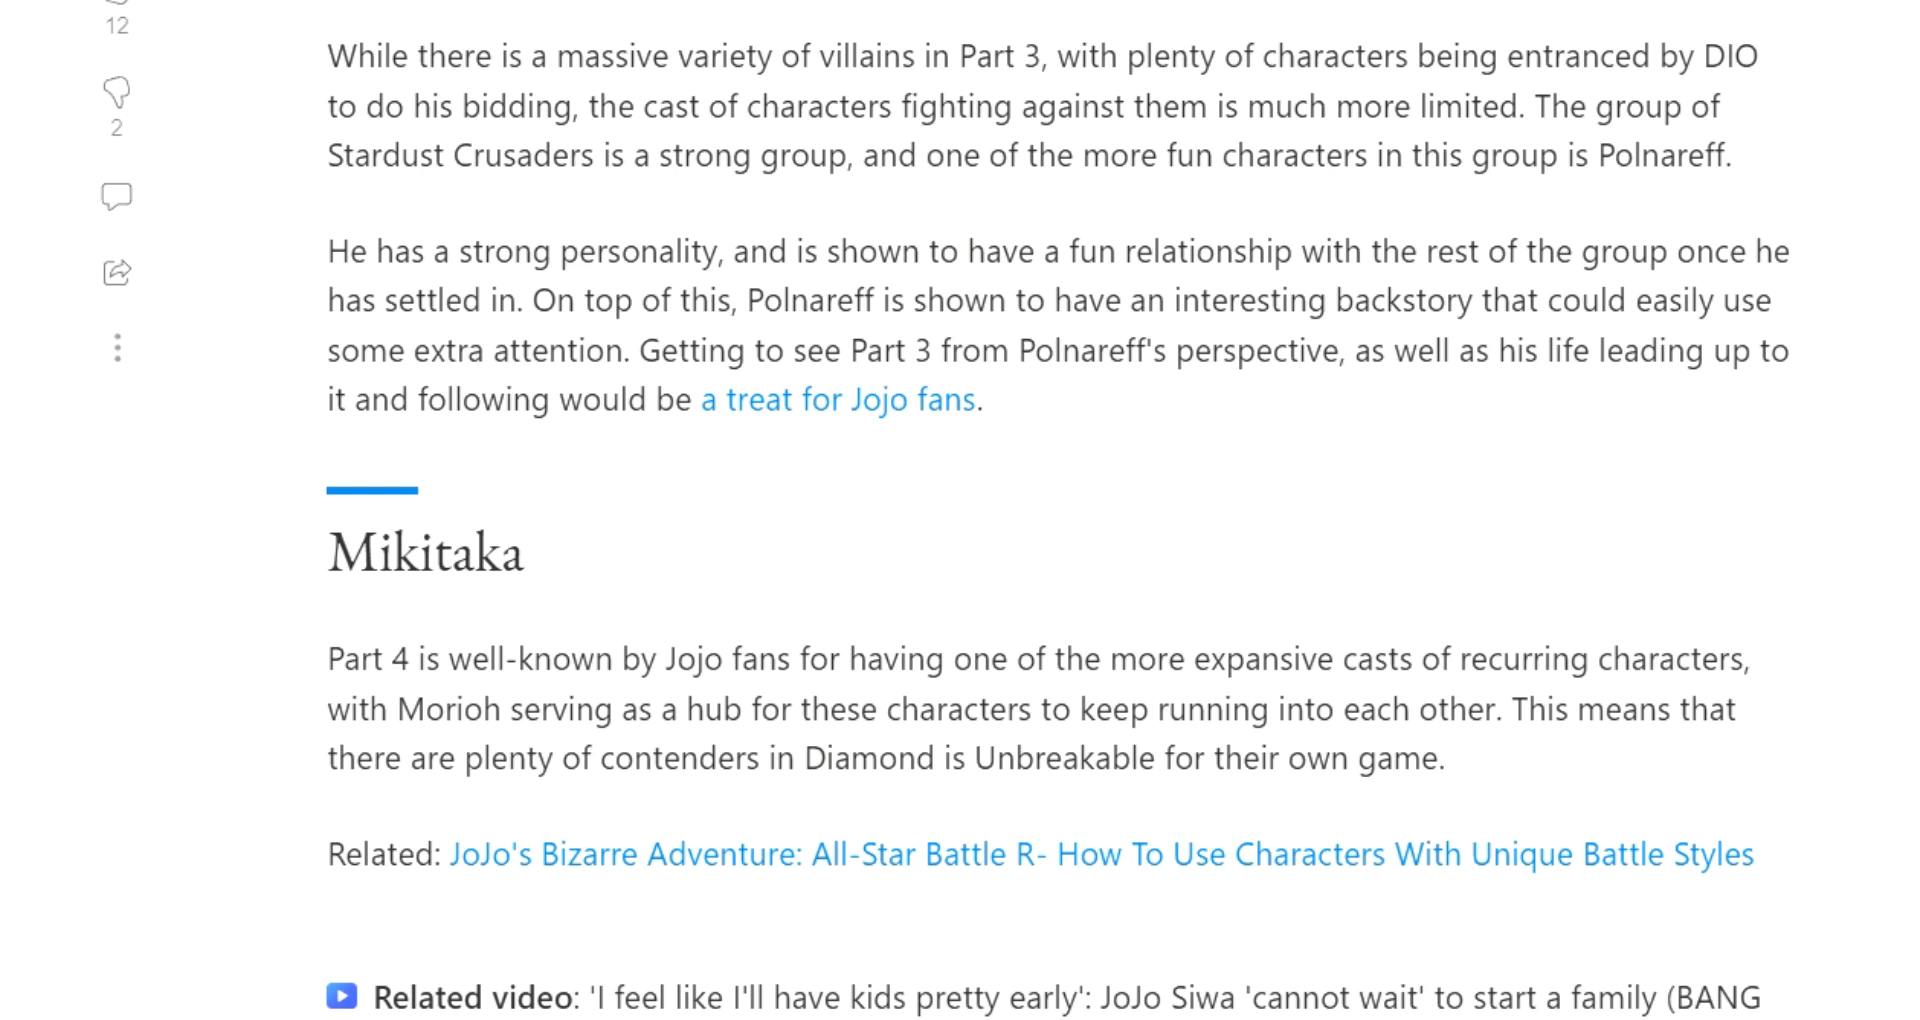 12
While there is a massive variety of villains in Part 3, with plenty of characters being entranced by DIO
to do his bidding, the cast of characters fighting against them is much more limited. The group of
2
Stardust Crusaders is a strong group, and one of the more fun characters in this group is Polnareff.
He has a strong personality, and is shown to have a fun relationship with the rest of the group once he
has settled in. On top of this, Polnareff is shown to have an interesting backstory that could easily use
some extra attention. Getting to see Part 3 from Polnareff's perspective, as well as his life leading up to
it and following would be a treat for Jojo fans.
Mikitaka
Part 4 is well-known by Jojo fans for having one of the more expansive casts of recurring characters,
with Morioh serving as a hub for these characters to keep running into each other. This means that
there are plenty of contenders in Diamond is Unbreakable for their own game.
Related: JoJo's Bizarre Adventure: All-Star Battle R- How To Use Characters With Unique Battle Styles
Related video: 'I feel like I'll have kids pretty early': JoJo Siwa 'cannot wait' to start a family (BANG